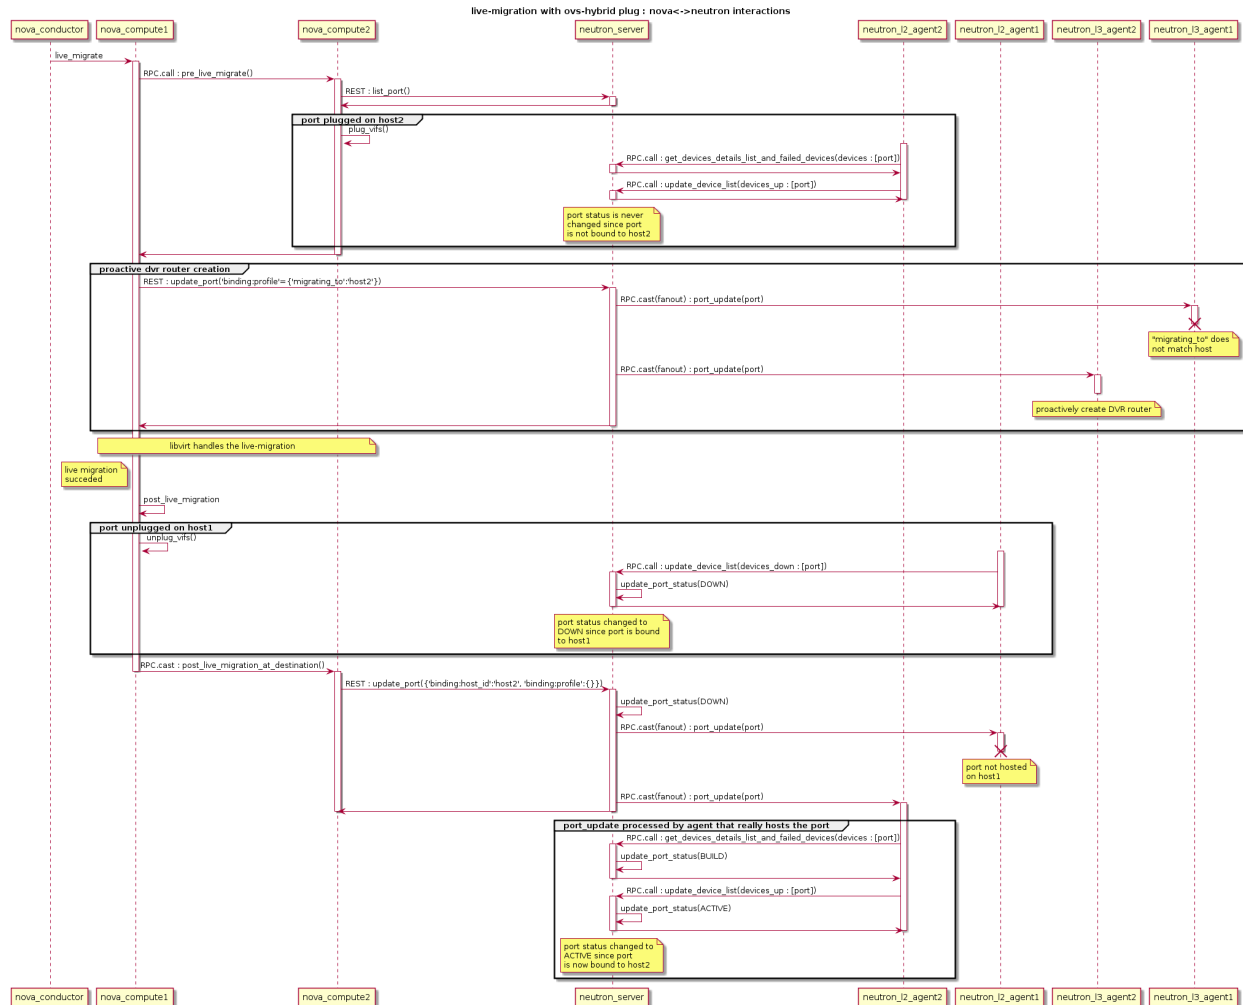 live-migration with ovs-hybrid plug : nova<->neutron interactions
nova_conductor
nova_compute1
nova_compute2
neutron_server
neutron_l2_agent2
neutron_l2_agent1
neutron_l3_agent2
neutron_l3_agent1
live_migrate
RPC.call : pre_live_migrate()
REST : list_port()
port plugged on host2
plug_vifs()
RPC.call : get_devices_details_list_and_failed_devices(devices : [port])
RPC.call : update_device_list(devices_up : [port])
port status is never
changed since port
is not bound to host2
proactive dvr router creation
REST : update_port('binding:profile'= {'migrating_to':'host2'})
RPC.cast(fanout) : port_update(port)
"migrating_to" does
not match host
RPC.cast(fanout) : port_update(port)
proactively create DVR router
libvirt handles the live-migration
live migration
succeded
post_live_migration
port unplugged on host1
unplug_vifs()
RPC.call : update_device_list(devices_down : [port])
update_port_status(DOWN)
port status changed to
DOWN since port is bound
to host1
RPC.cast : post_live_migration_at_destination()
REST : update_port({'binding:host_id':'host2', 'binding:profile':{}})
update_port_status(DOWN)
RPC.cast(fanout) : port_update(port)
port not hosted
on host1
RPC.cast(fanout) : port_update(port)
port_update processed by agent that really hosts the port
RPC.call : get_devices_details_list_and_failed_devices(devices : [port])
update_port_status(BUILD)
RPC.call : update_device_list(devices_up : [port])
update_port_status(ACTIVE)
port status changed to
ACTIVE since port
is now bound to host2
nova_conductor
nova_compute1
nova_compute2
neutron_server
neutron_l2_agent2
neutron_l2_agent1
neutron_l3_agent2
neutron_l3_agent1